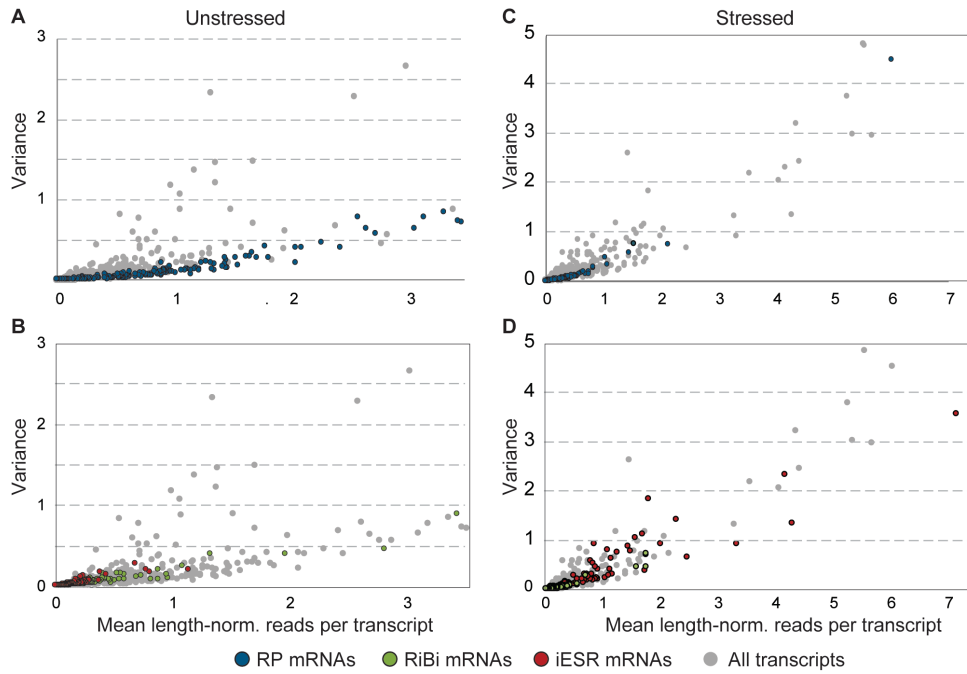 A Unstressed
3
2
1
Variance
0 1 . 2 3
C Stressed
5
4
3
2
1
0
Variance
0 1 2 3 4 5 6 7
B
3
2
1
0
Variance
0 1 2 3
Mean length-norm. reads per transcript
D
5
4
3
2
1
0
Variance
0 1 2 3 4 5 6 7
Mean length-norm. reads per transcript
RP mRNAs RiBi mRNAs iESR mRNAs All transcripts